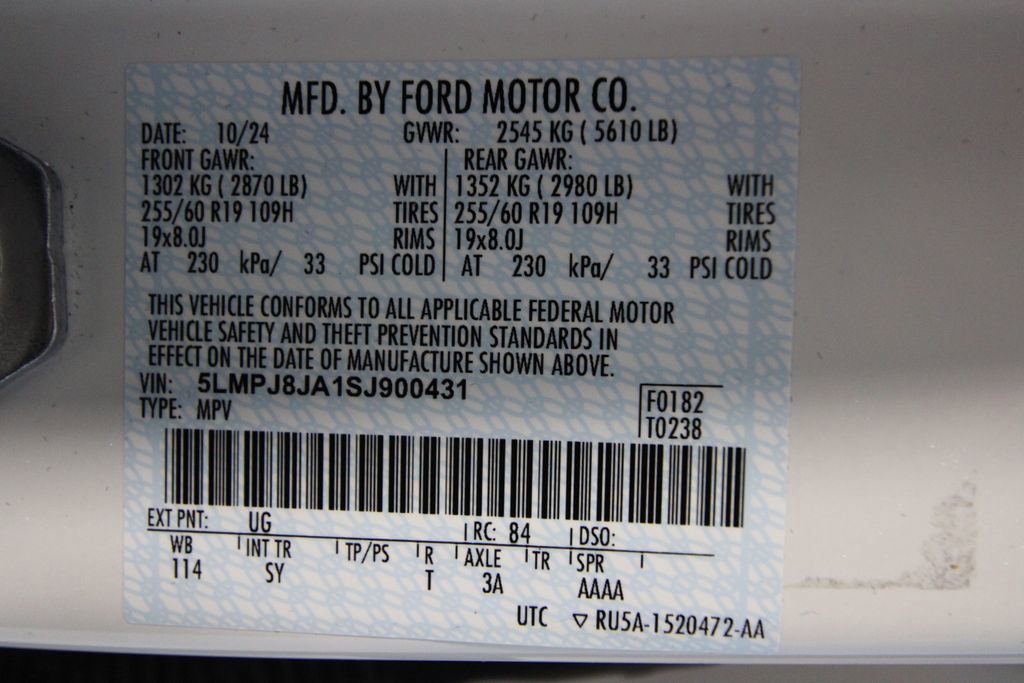 MFD. BY FORD MOTOR CO.
DATE: 10/24 GVWR: 2545 KG ( 5610 LB)
FRONT GAWR: REAR GAWR:
1302 KG ( 2870 LB) WITH 1352 KG ( 2980 LB) WITH
255/60 R19 109H TIRES 255/60 R19 109H TIRES
19x8.0J RIMS 19x8.0J RIMS
AT 230 kPa/ 33 PSI COLD AT 230 kPa/ 33 PSI COLD
THIS VEHICLE CONFORMS TO ALL APPLICABLE FEDERAL MOTOR
VEHICLE SAFETY AND THEFT PREVENTION STANDARDS IN
EFFECT ON THE DATE OF MANUFACTURE SHOWN ABOVE.
VIN: 5LMPJ8JA1SJ900431
TYPE: MPV
F0182
T0238
EXT PNT: UG RC: 84 DSO:
WB INT TR TP/PS R AXLE TR SPR
114 SY T 3A AAAA
UTC ▽ RU5A-1520472-AA